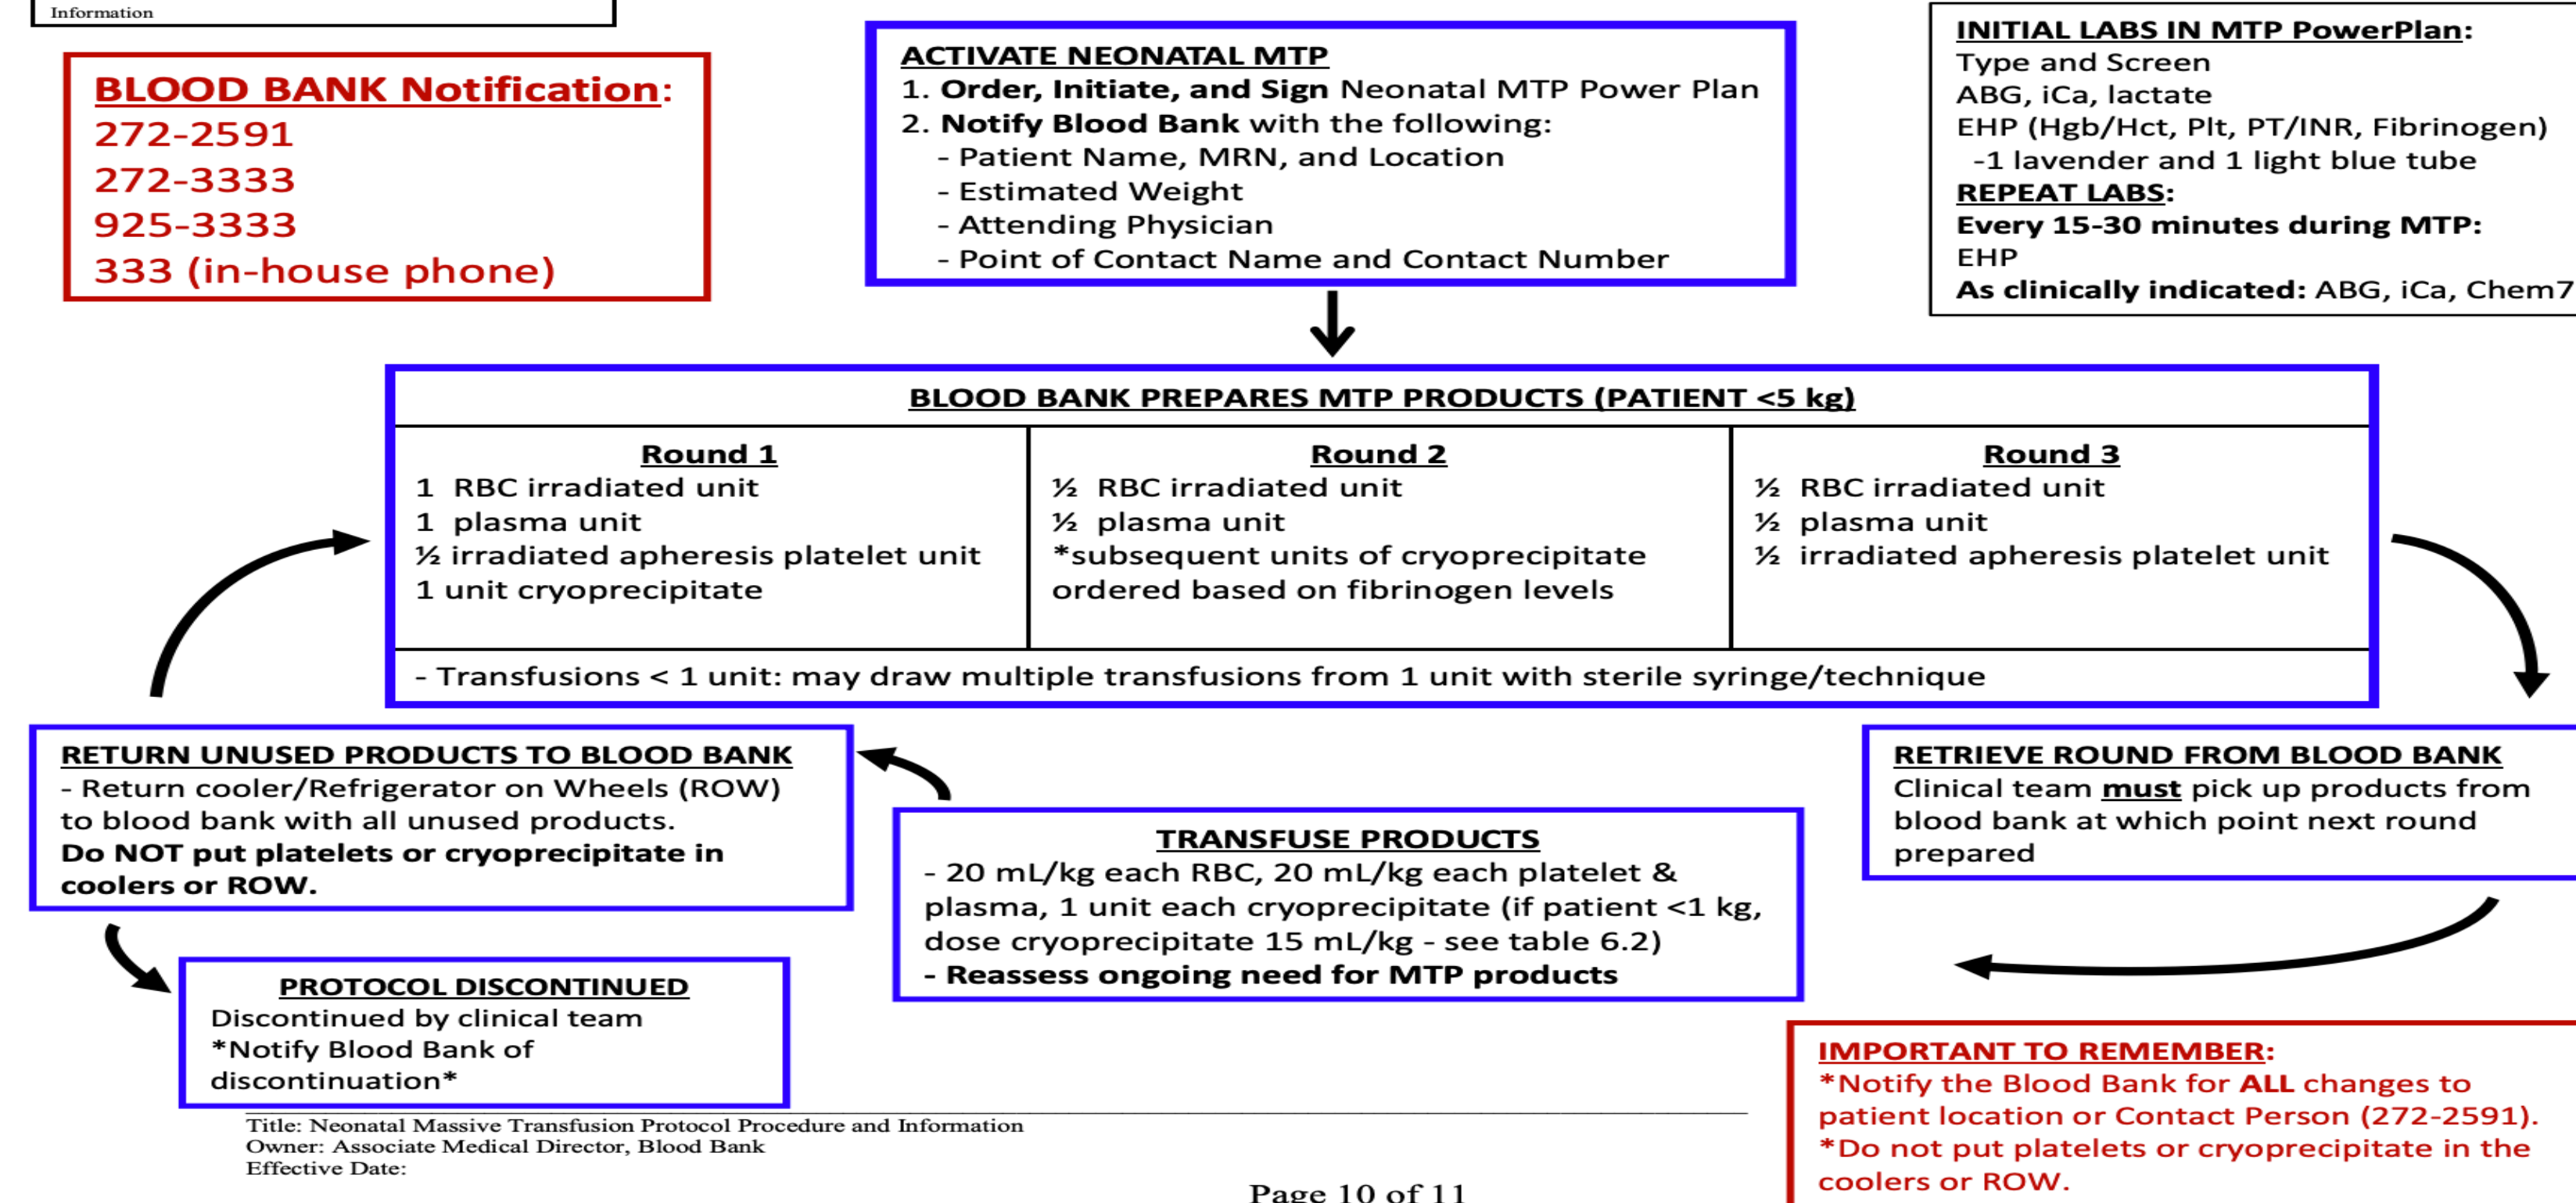 Information
BLOOD BANK Notification:
272-2591
272-3333
925-3333
333 (in-house phone)
ACTIVATE NEONATAL MTP
1. Order, Initiate, and Sign Neonatal MTP Power Plan
2. Notify Blood Bank with the following:
- Patient Name, MRN, and Location
- Estimated Weight
- Attending Physician
- Point of Contact Name and Contact Number
INITIAL LABS IN MTP PowerPlan:
Type and Screen
ABG, iCa, lactate
EHP (Hgb/Hct, Plt, PT/INR, Fibrinogen)
-1 lavender and 1 light blue tube
REPEAT LABS:
Every 15-30 minutes during MTP:
EHP
As clinically indicated: ABG, iCa, Chem7
BLOOD BANK PREPARES MTP PRODUCTS (PATIENT <5 kg)
Round 1
1 RBC irradiated unit
1 plasma unit
½ irradiated apheresis platelet unit
1 unit cryoprecipitate
Round 2
½ RBC irradiated unit
½ plasma unit
*subsequent units of cryoprecipitate
ordered based on fibrinogen levels
Round 3
½ RBC irradiated unit
½ plasma unit
½ irradiated apheresis platelet unit
- Transfusions < 1 unit: may draw multiple transfusions from 1 unit with sterile syringe/technique
RETURN UNUSED PRODUCTS TO BLOOD BANK
- Return cooler/Refrigerator on Wheels (ROW)
to blood bank with all unused products.
Do NOT put platelets or cryoprecipitate in
coolers or ROW.
TRANSFUSE PRODUCTS
- 20 mL/kg each RBC, 20 mL/kg each platelet &
plasma, 1 unit each cryoprecipitate (if patient <1 kg,
dose cryoprecipitate 15 mL/kg - see table 6.2)
- Reassess ongoing need for MTP products
RETRIEVE ROUND FROM BLOOD BANK
Clinical team must pick up products from
blood bank at which point next round
prepared
PROTOCOL DISCONTINUED
Discontinued by clinical team
*Notify Blood Bank of
discontinuation*
IMPORTANT TO REMEMBER:
*Notify the Blood Bank for ALL changes to
patient location or Contact Person (272-2591).
*Do not put platelets or cryoprecipitate in the
coolers or ROW.
Title: Neonatal Massive Transfusion Protocol Procedure and Information
Owner: Associate Medical Director, Blood Bank
Effective Date:
Page 10 of 11